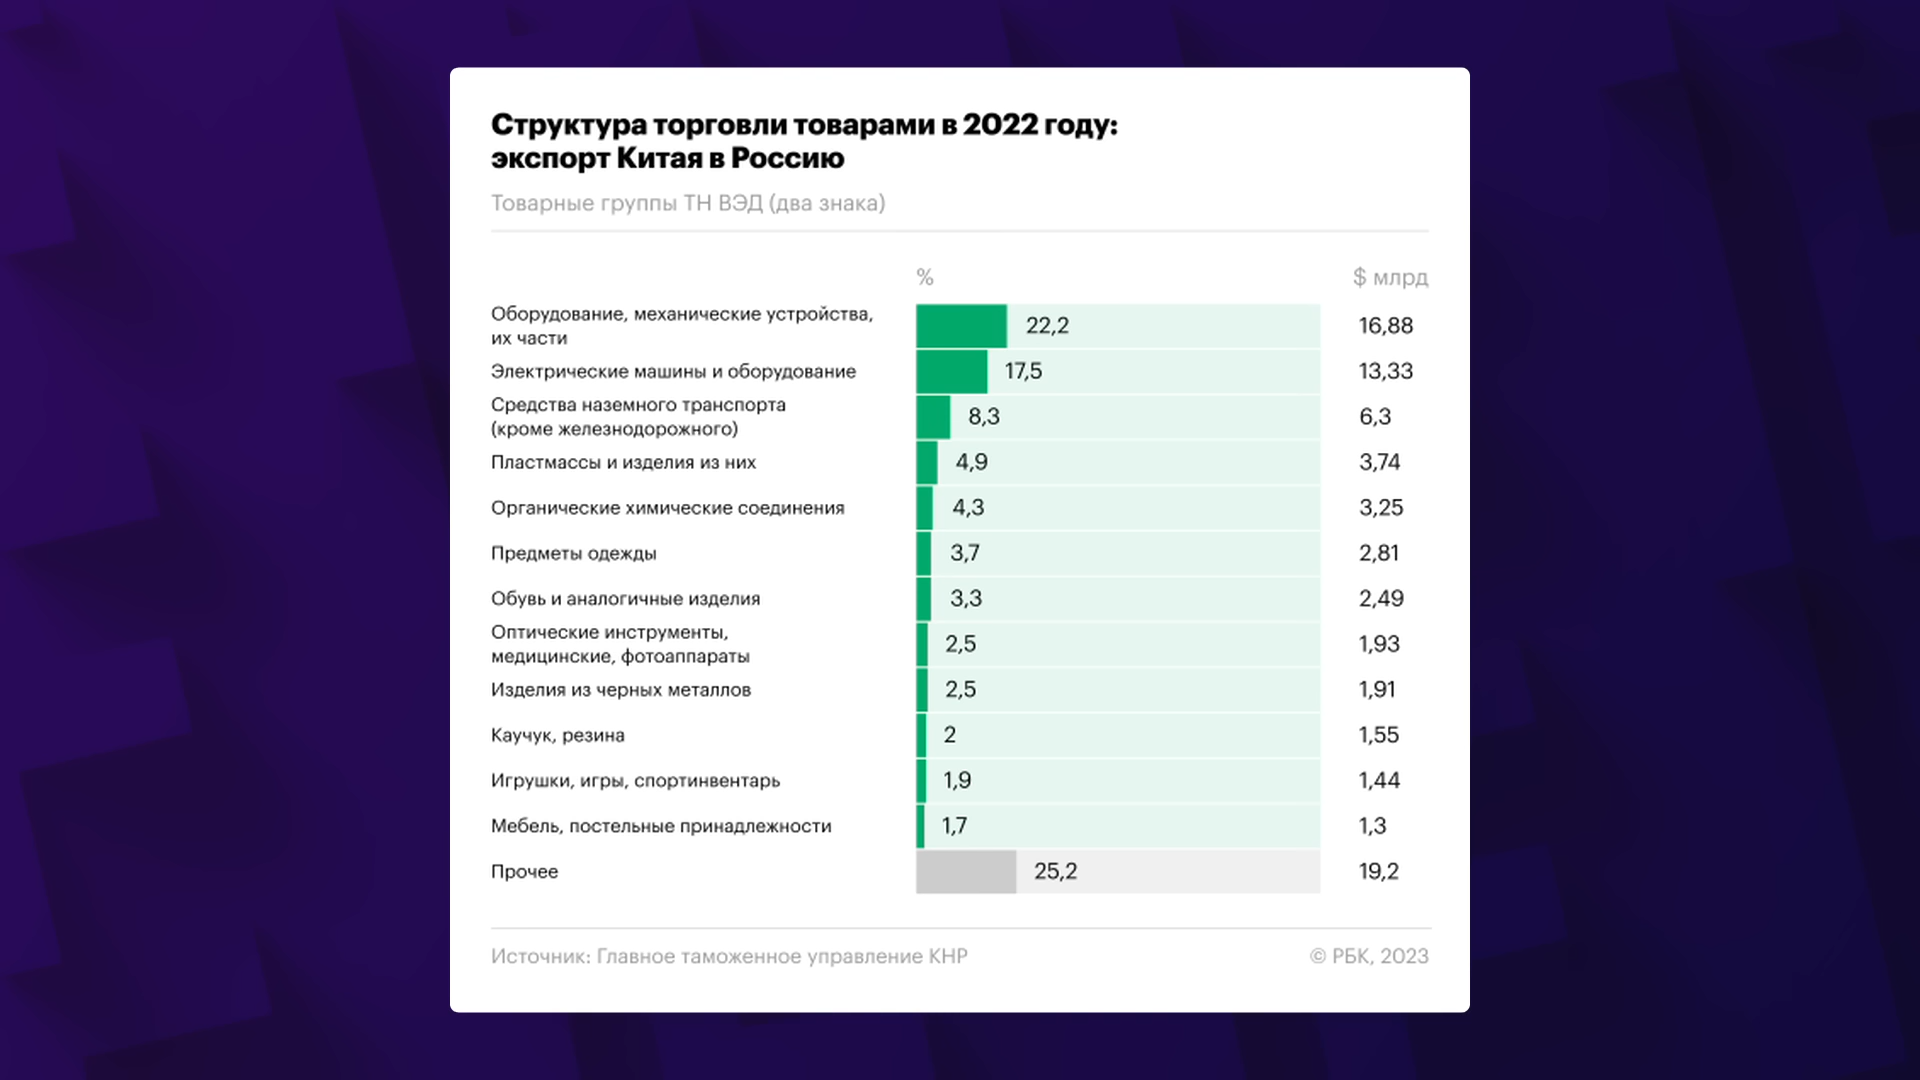 Структура торговли товарами в 2022 году:
экспорт Китая в Россию
Товарные группы ТН ВЭД (два знака)
% $ млрд
Оборудование, механические устройства,
их части 22,2 16,88
Электрические машины и оборудование 17,5 13,33
Средства наземного транспорта
(кроме железнодорожного) 8,3 6,3
Пластмассы и изделия из них 4,9 3,74
Органические химические соединения 4,3 3,25
Предметы одежды 3,7 2,81
Обувь и аналогичные изделия 3,3 2,49
Оптические инструменты,
медицинские, фотоаппараты 2,5 1,93
Изделия из черных металлов 2,5 1,91
Каучук, резина 2 1,55
Игрушки, игры, спортинвентарь 1,9 1,44
Мебель, постельные принадлежности 1,7 1,3
Прочее 25,2 19,2
Источник: Главное таможенное управление КНР © РБК, 2023